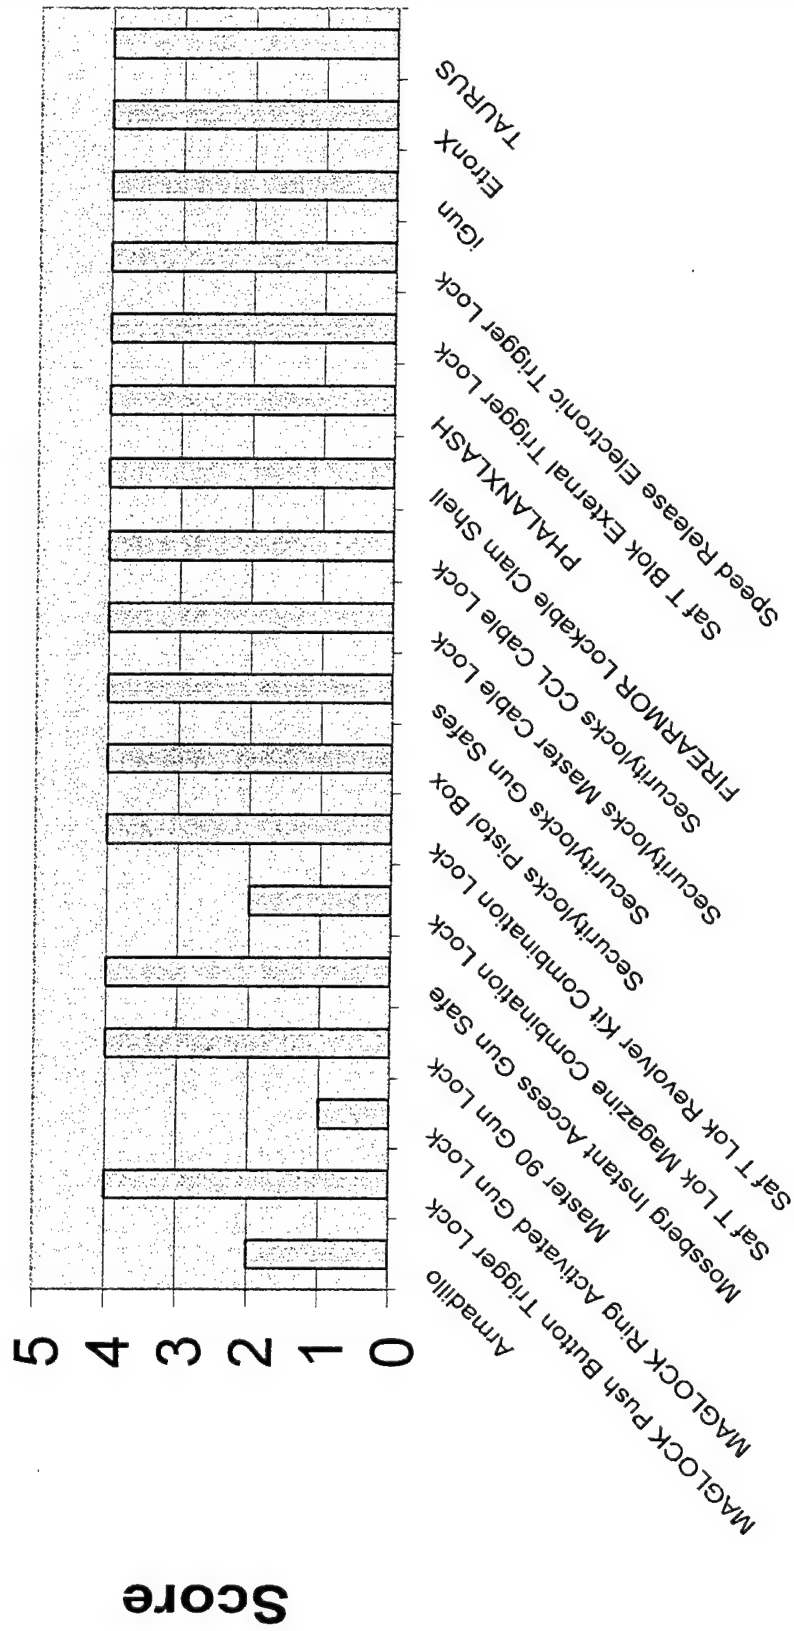 Score
5
4
3
2
1
0
Armadillo
MAGLOCK Push Button Trigger Lock
MAGLOCK Ring Activated Gun Lock
Master 90 Gun Lock
Mossberg Instant Access Gun Safe
Saf T Lok Magazine Combination Lock
Saf T Lok Revolver Kit Combination Lock
Securitylocks Pistol Box
Securitylocks Gun Safes
Securitylocks Master Cable Lock
Securitylocks CCL Cable Lock
FIREARMOR Lockable Clam Shell
PHALANXLASH
Saf T Blok External Trigger Lock
Speed Release Electronic Trigger Lock
iGun
EtronX
TAURUS